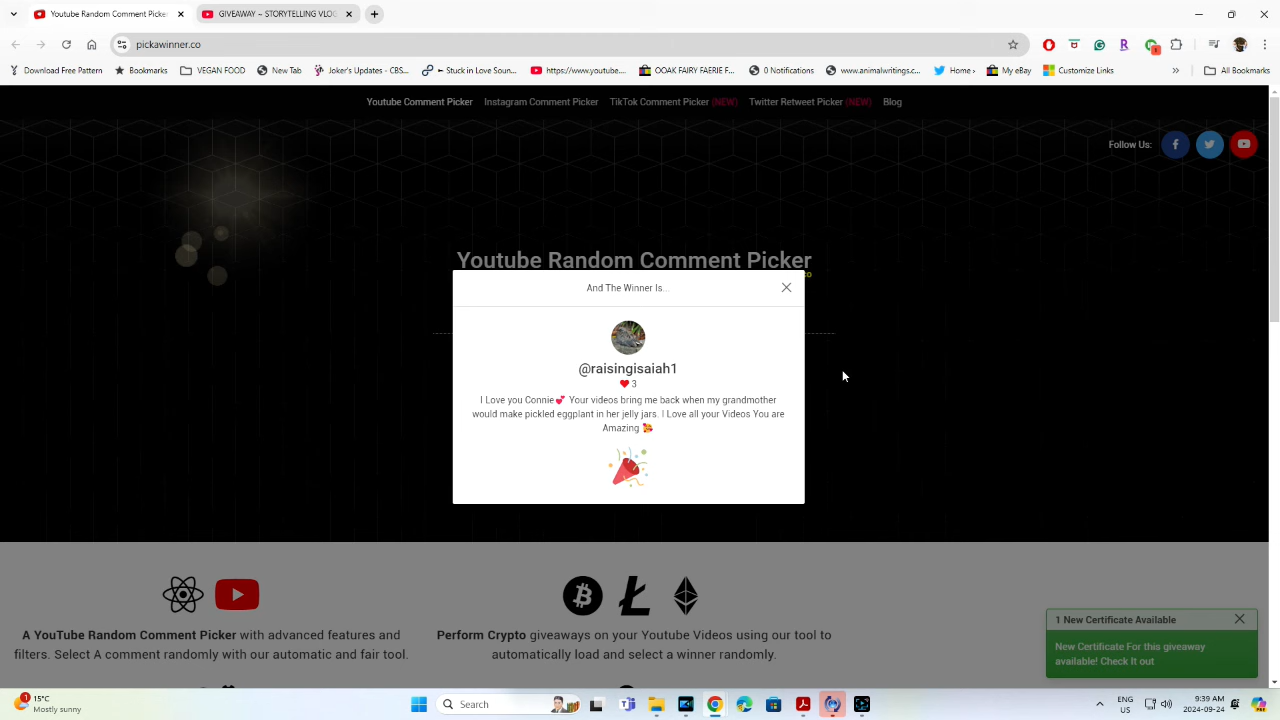 Youtube Random Comment Picker
GIVEAWAY – STORYTELLING VLOG
pickawinner.co
Download Free Pattern
Bookmarks
VEGAN FOOD
New Tab
Jonah's Updates - CBS...
Stuck in Love Soun...
https://www.youtube....
OOAK FAIRY FAERIE F...
0 Notifications
www.animalwritings...
Home /
My eBay
Customize Links
»
All Bookmarks
Youtube Comment Picker
Instagram Comment Picker
TikTok Comment Picker (NEW)
Twitter Retweet Picker (NEW)
Blog
Follow Us:
Youtube Random Comment Picker
co
And The Winner Is...
@raisingisaiah1
3
I Love you Connie💕 Your videos bring me back when my grandmother
would make pickled eggplant in her jelly jars. I Love all your Videos You are
Amazing 🥰
A YouTube Random Comment Picker with advanced features and
filters. Select A comment randomly with our automatic and fair tool.
Perform Crypto giveaways on your Youtube Videos using our tool to
automatically load and select a winner randomly.
1 New Certificate Available
New Certificate For this giveaway
available! Check It out
1
15°C
Mostly sunny
Search
ENG
US
9:39 AM
2024-09-24